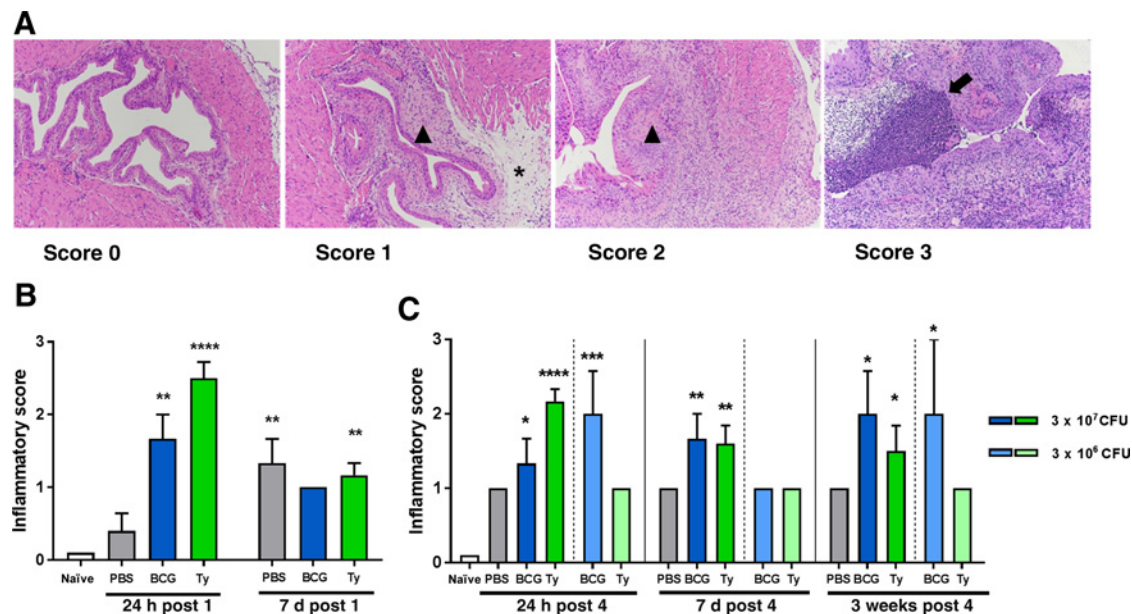 A
*
Score 0 Score 1 Score 2 Score 3
B
Inflammatory score
3
2
1
0
** **** ** **
Naïve PBS BCG Ty PBS BCG Ty
24 h post 1 7 d post 1
C
Inflammatory score
3
2
1
0
* **** *** ** ** * * *
Naïve PBS BCG Ty BCG Ty PBS BCG Ty BCG Ty PBS BCG Ty BCG Ty
24 h post 4 7 d post 4 3 weeks post 4
3 x 10⁷ CFU
3 x 10⁶ CFU